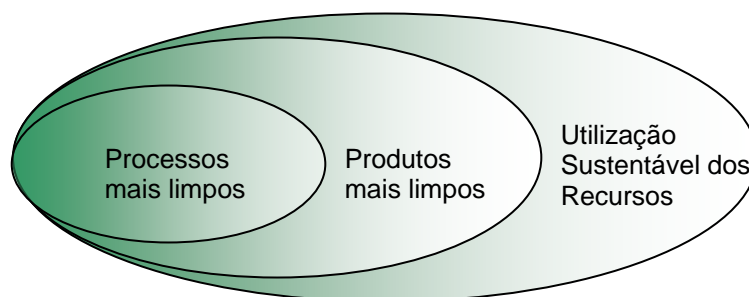 Processos
mais limpos
Produtos
mais limpos
Utilização
Sustentável dos
Recursos